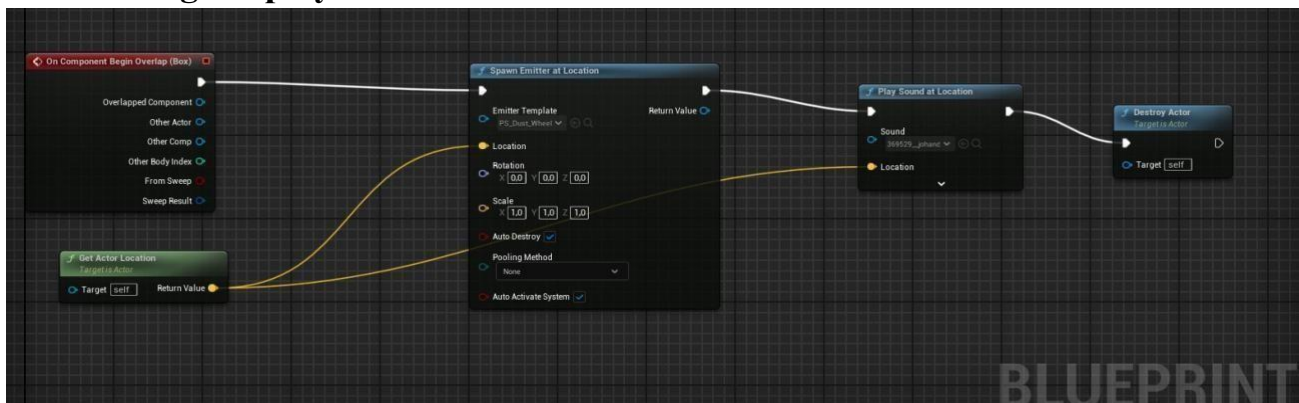 On Component Begin Overlap (Box)
Overlapped Component
Other Actor
Other Comp
Other Body Index
From Sweep
Sweep Result
Get Actor Location
Target is Actor
Target self Return Value
Spawn Emitter at Location
Emitter Template Return Value
PS_Dust_Wheel
Location
Rotation
X 0,0 Y 0,0 Z 0,0
Scale
X 1,0 Y 1,0 Z 1,0
Auto Destroy
Pooling Method
None
Auto Activate System
Play Sound at Location
Sound
369529__johand
Location
Destroy Actor
Target is Actor
Target self
BLUEPRINT